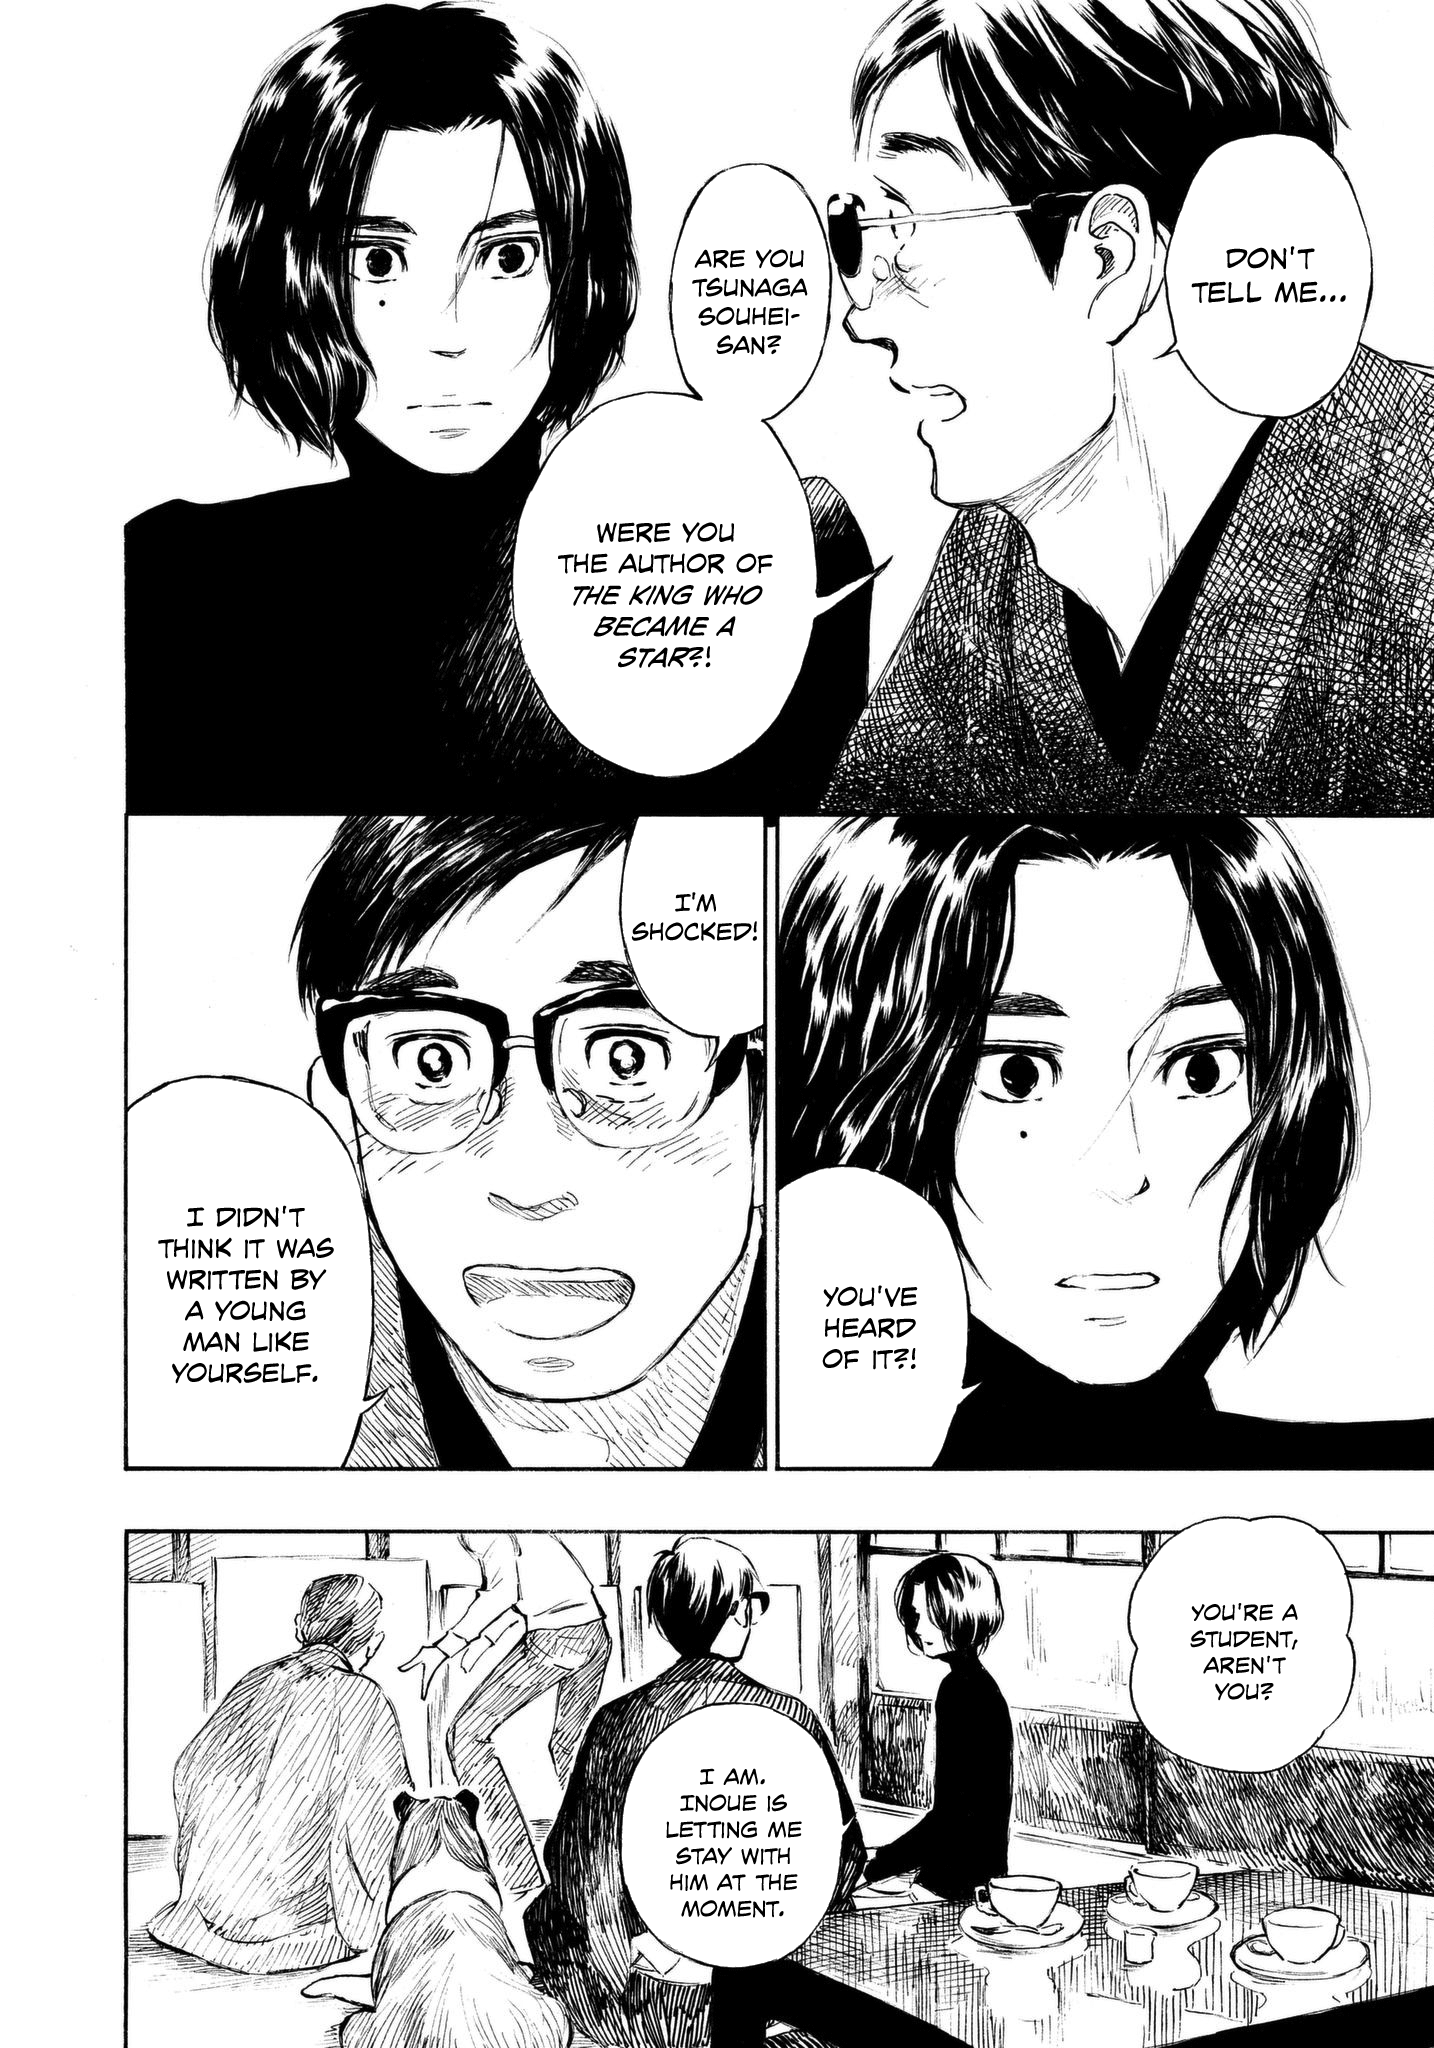 DON'T
TELL ME...
ARE YOU
TSUNAGA
SOUHEI-
SAN?
WERE YOU
THE AUTHOR OF
THE KING WHO
BECAME A
STAR?!
YOU'VE
HEARD
OF IT?!
I'M
SHOCKED!
I DIDN'T
THINK IT WAS
WRITTEN BY
A YOUNG
MAN LIKE
YOURSELF.
YOU'RE A
STUDENT,
AREN'T
YOU?
I AM.
INOUE IS
LETTING ME
STAY WITH
HIM AT THE
MOMENT.